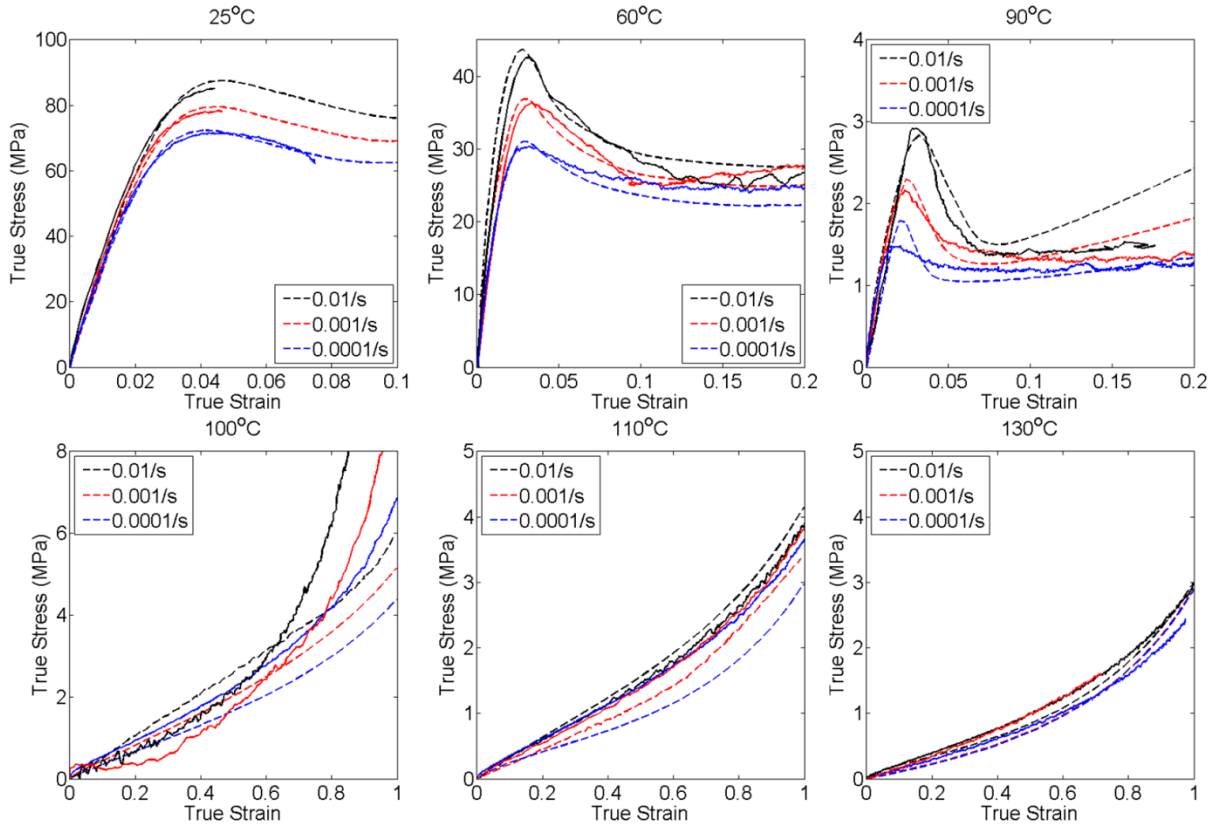 25°C
100
80
60
40
20
0
True Stress (MPa)
0 0.02 0.04 0.06 0.08 0.1
True Strain
0.01/s
0.001/s
0.0001/s
60°C
40
30
20
10
0
True Stress (MPa)
0 0.05 0.1 0.15 0.2
True Strain
0.01/s
0.001/s
0.0001/s
90°C
4
3
2
1
0
True Stress (MPa)
0 0.05 0.1 0.15 0.2
True Strain
0.01/s
0.001/s
0.0001/s
100°C
8
6
4
2
0
True Stress (MPa)
0 0.2 0.4 0.6 0.8 1
True Strain
0.01/s
0.001/s
0.0001/s
110°C
5
4
3
2
1
0
True Stress (MPa)
0 0.2 0.4 0.6 0.8 1
True Strain
0.01/s
0.001/s
0.0001/s
130°C
5
4
3
2
1
0
True Stress (MPa)
0 0.2 0.4 0.6 0.8 1
True Strain
0.01/s
0.001/s
0.0001/s